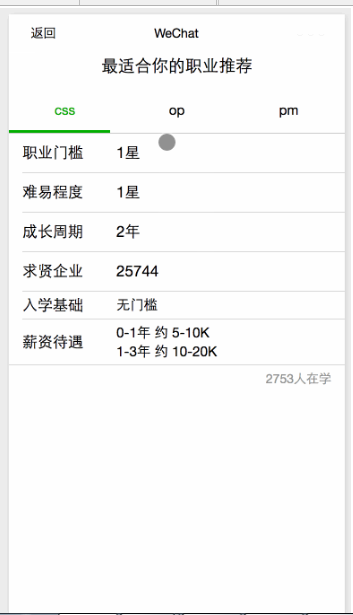 返回 WeChat
最适合你的职业推荐
css op pm
职业门槛 1星
难易程度 1星
成长周期 2年
求贤企业 25744
入学基础 无门槛
薪资待遇 0-1年 约 5-10K
1-3年 约 10-20K
2753人在学